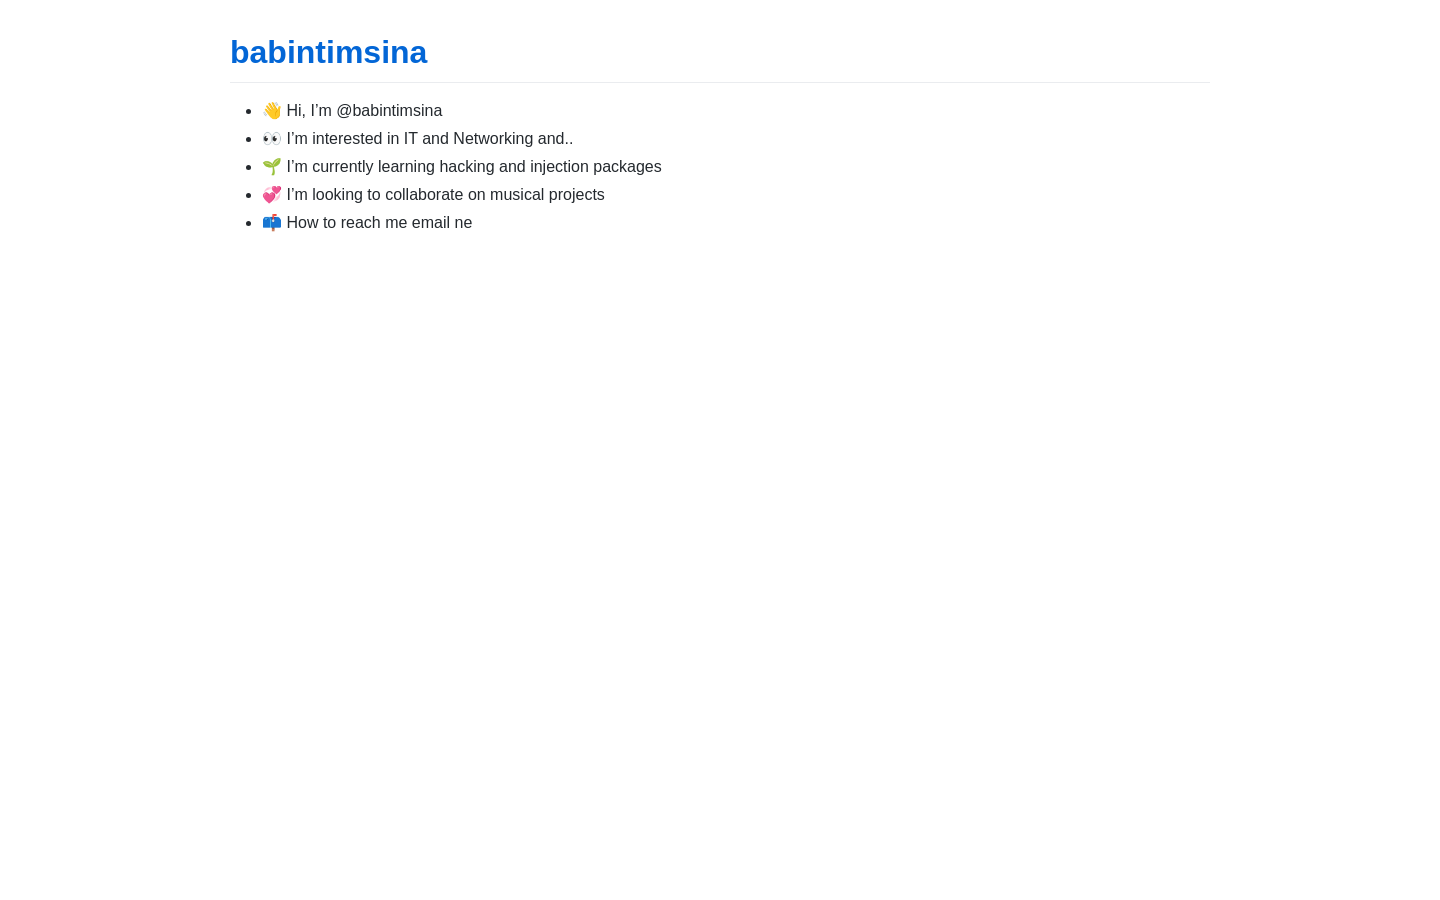 babintimsina
👋 Hi, I’m @babintimsina
👀 I’m interested in IT and Networking and..
🌱 I’m currently learning hacking and injection packages
💞️ I’m looking to collaborate on musical projects
📫 How to reach me email ne